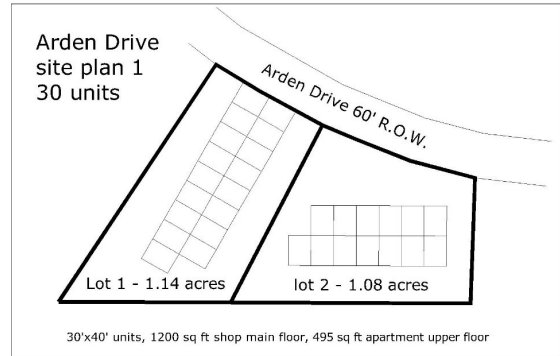 Arden Drive
site plan 1
30 units
Arden Drive 60' R.O.W.
Lot 1 - 1.14 acres
lot 2 - 1.08 acres
30'x40' units, 1200 sq ft shop main floor, 495 sq ft apartment upper floor